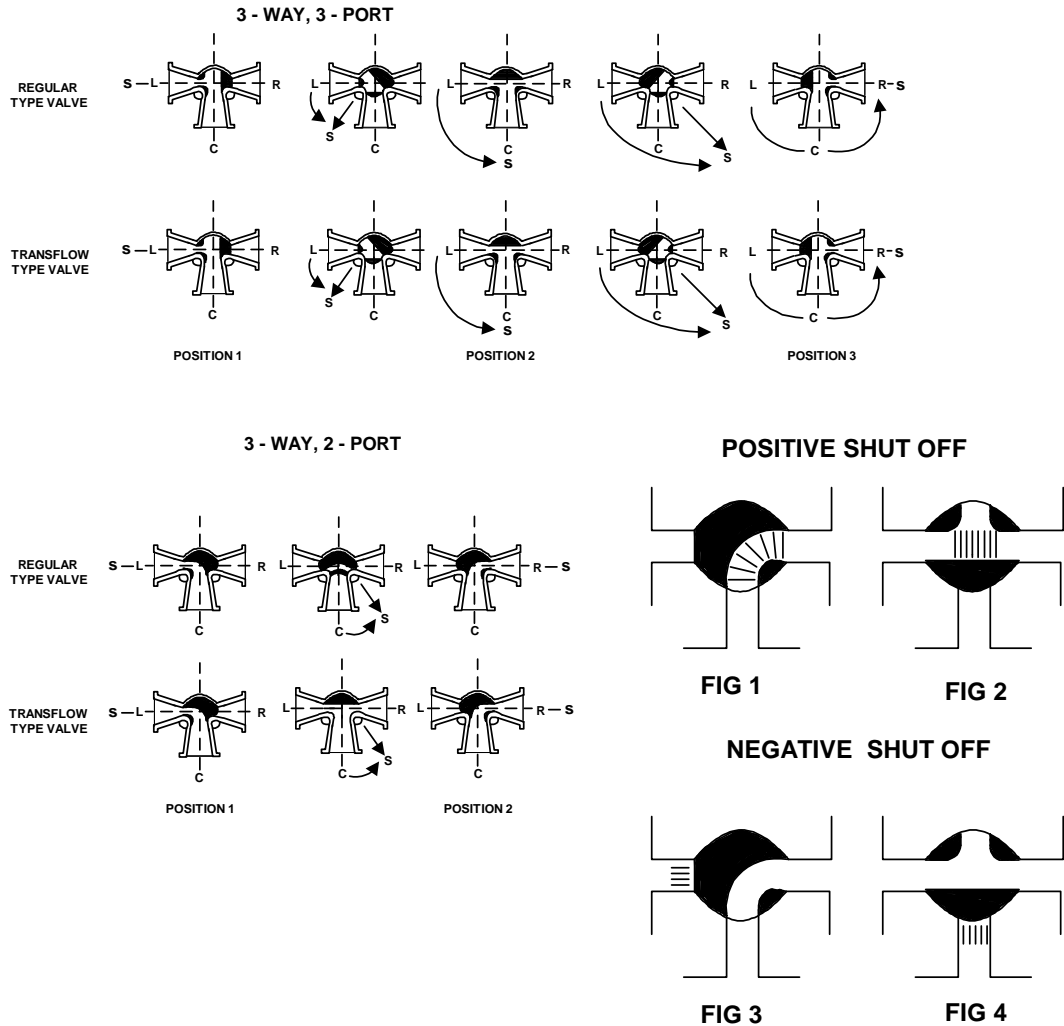 3 - WAY, 3 - PORT
REGULAR
TYPE VALVE
S L R C
L R S C
L R C S
L R C S
L C R S
TRANSFLOW
TYPE VALVE
S L R C
L R S C
L R C S
L R C S
L C R S
POSITION 1
POSITION 2
POSITION 3
3 - WAY, 2 - PORT
REGULAR
TYPE VALVE
S L R C
L R S C
L R S C
TRANSFLOW
TYPE VALVE
S L R C
L R S C
L R S C
POSITION 1
POSITION 2
POSITIVE SHUT OFF
FIG 1
FIG 2
NEGATIVE SHUT OFF
FIG 3
FIG 4